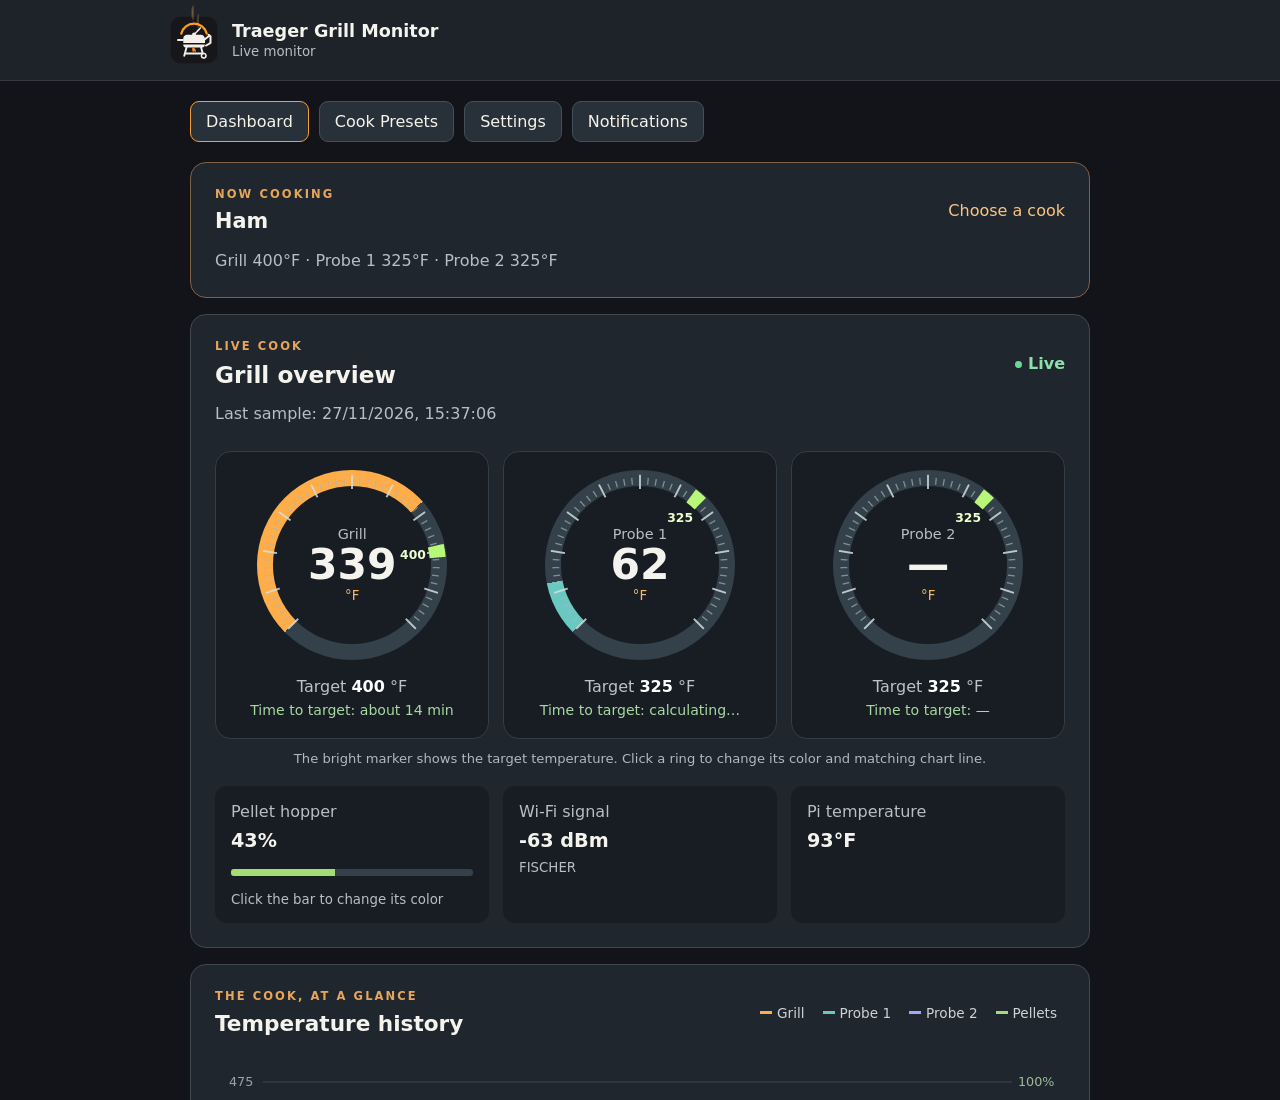 Traeger Grill Monitor
Live monitor
Dashboard
Cook Presets
Settings
Notifications
NOW COOKING
Ham
Choose a cook
Grill 400°F · Probe 1 325°F · Probe 2 325°F
LIVE COOK
Grill overview
Live
Last sample: 27/11/2026, 15:37:06
Grill
339
400
°F
Target 400 °F
Time to target: about 14 min
325
Probe 1
62
°F
Target 325 °F
Time to target: calculating…
325
Probe 2
—
°F
Target 325 °F
Time to target: —
The bright marker shows the target temperature. Click a ring to change its color and matching chart line.
Pellet hopper
43%
Click the bar to change its color
Wi-Fi signal
-63 dBm
FISCHER
Pi temperature
93°F
THE COOK, AT A GLANCE
Temperature history
Grill
Probe 1
Probe 2
Pellets
475
100%